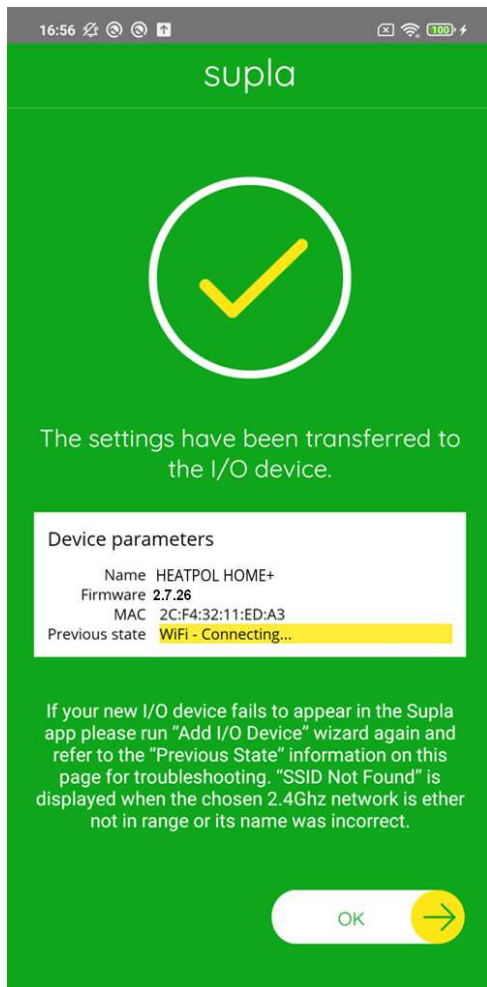 16:56 100
supla
The settings have been transferred to
the I/O device.
Device parameters
Name HEATPOL HOME+
Firmware 2.7.26
MAC 2C:F4:32:11:ED:A3
Previous state WiFi - Connecting...
If your new I/O device fails to appear in the Supla
app please run “Add I/O Device” wizard again and
refer to the “Previous State” information on this
page for troubleshooting. “SSID Not Found” is
displayed when the chosen 2.4Ghz network is ether
not in range or its name was incorrect.
OK